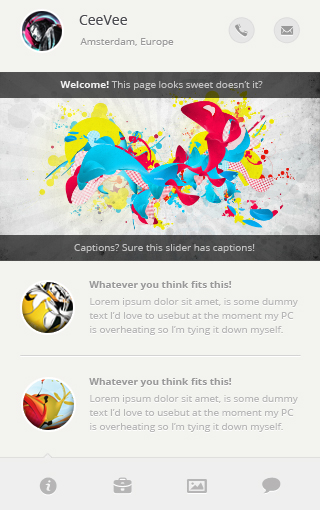 CeeVee
Amsterdam, Europe
Welcome! This page looks sweet doesn't it?
Captions? Sure this slider has captions!
Whatever you think fits this!
Lorem ipsum dolor sit amet, is some dummy
text I'd love to usebut at the moment my PC
is overheating so I'm tying it down myself.
Whatever you think fits this!
Lorem ipsum dolor sit amet, is some dummy
text I'd love to usebut at the moment my PC
is overheating so I'm tying it down myself.